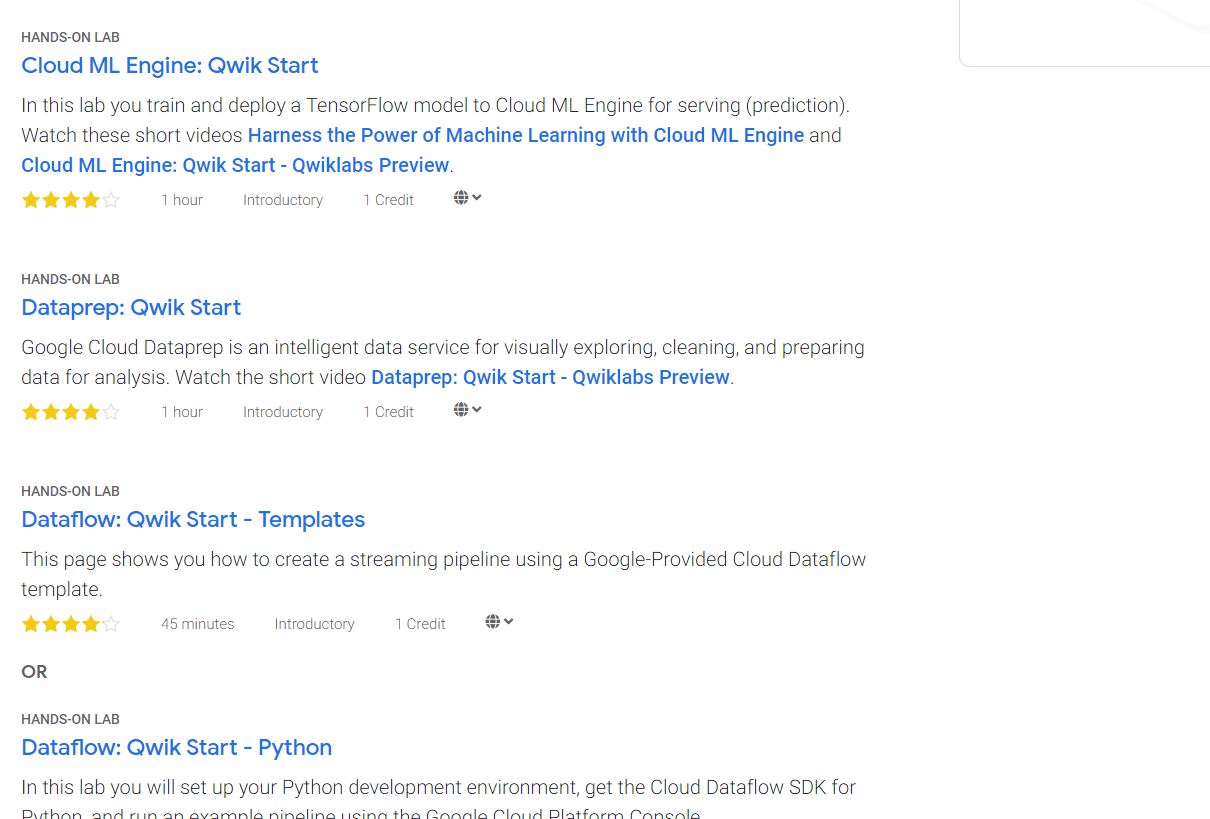 HANDS-ON LAB
Cloud ML Engine: Qwik Start
In this lab you train and deploy a TensorFlow model to Cloud ML Engine for serving (prediction).
Watch these short videos Harness the Power of Machine Learning with Cloud ML Engine and
Cloud ML Engine: Qwik Start - Qwiklabs Preview.
1 hour Introductory 1 Credit
HANDS-ON LAB
Dataprep: Qwik Start
Google Cloud Dataprep is an intelligent data service for visually exploring, cleaning, and preparing
data for analysis. Watch the short video Dataprep: Qwik Start - Qwiklabs Preview.
1 hour Introductory 1 Credit
HANDS-ON LAB
Dataflow: Qwik Start - Templates
This page shows you how to create a streaming pipeline using a Google-Provided Cloud Dataflow
template.
45 minutes Introductory 1 Credit
OR
HANDS-ON LAB
Dataflow: Qwik Start - Python
In this lab you will set up your Python development environment, get the Cloud Dataflow SDK for
Python, and run an example pipeline using the Google Cloud Platform Console.